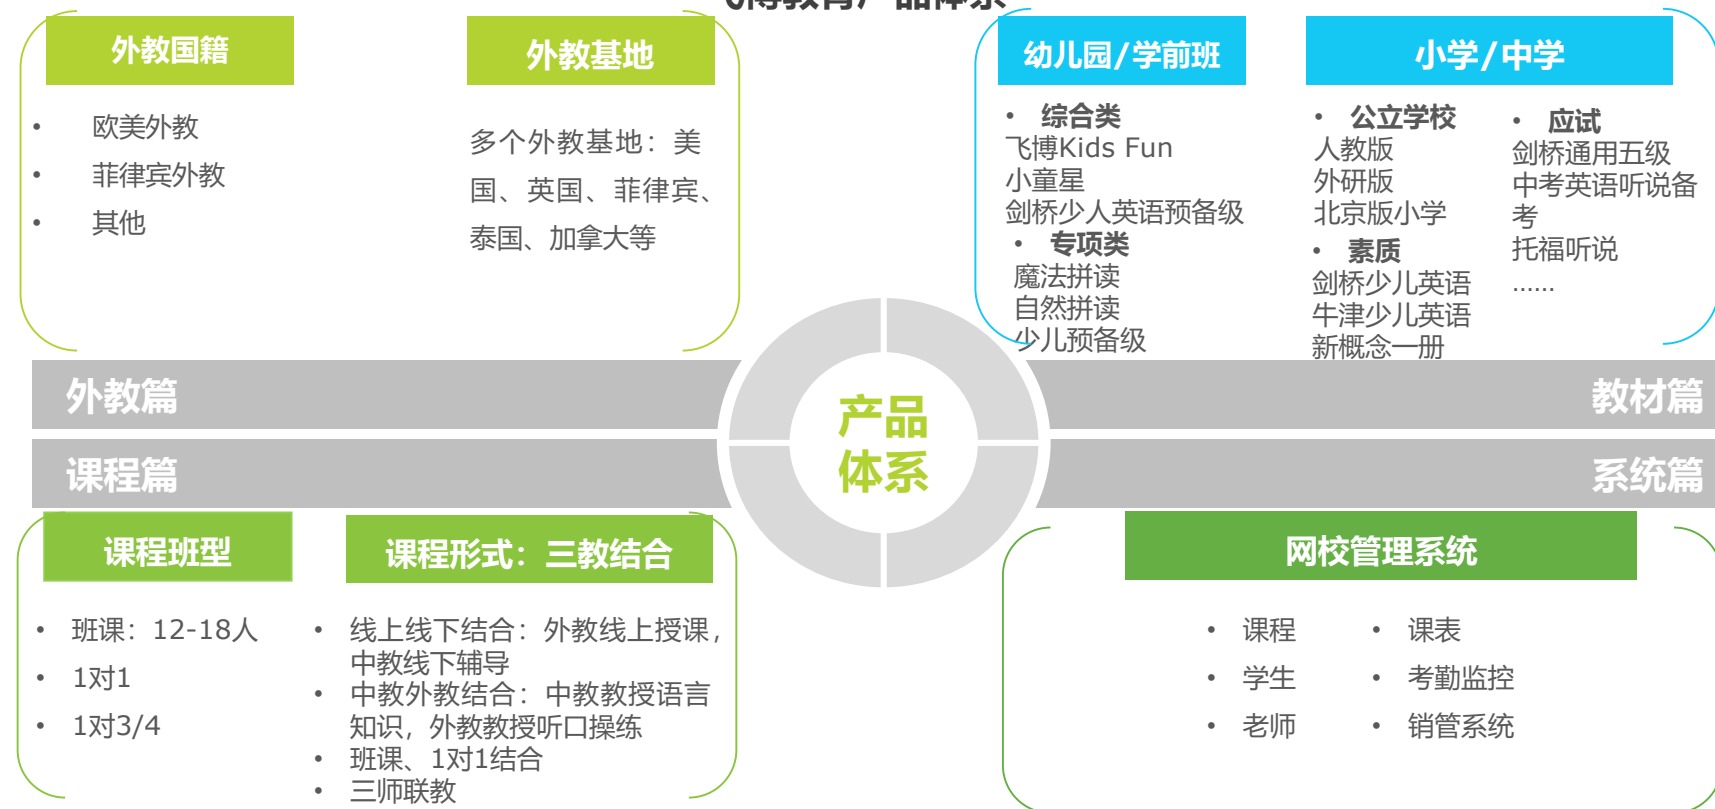 博教育产品体系
外教国籍
欧美外教
菲律宾外教
其他
外教基地
多个外教基地：美
国、英国、菲律宾、
泰国、加拿大等
幼儿园/学前班
综合类
飞博Kids Fun
小童星
剑桥少人英语预备级
专项类
魔法拼读
自然拼读
少儿预备级
小学/中学
公立学校
人教版
外研版
北京版小学
素质
剑桥少儿英语
牛津少儿英语
新概念一册
应试
剑桥通用五级
中考英语听说备
考
托福听说
……
外教篇
教材篇
产品
体系
课程篇
系统篇
课程班型
班课：12-18人
1对1
1对3/4
课程形式：三教结合
线上线下结合：外教线上授课，
中教线下辅导
中教外教结合：中教教授语言
知识，外教教授听口操练
班课、1对1结合
三师联教
网校管理系统
课程
学生
老师
课表
考勤监控
销管系统